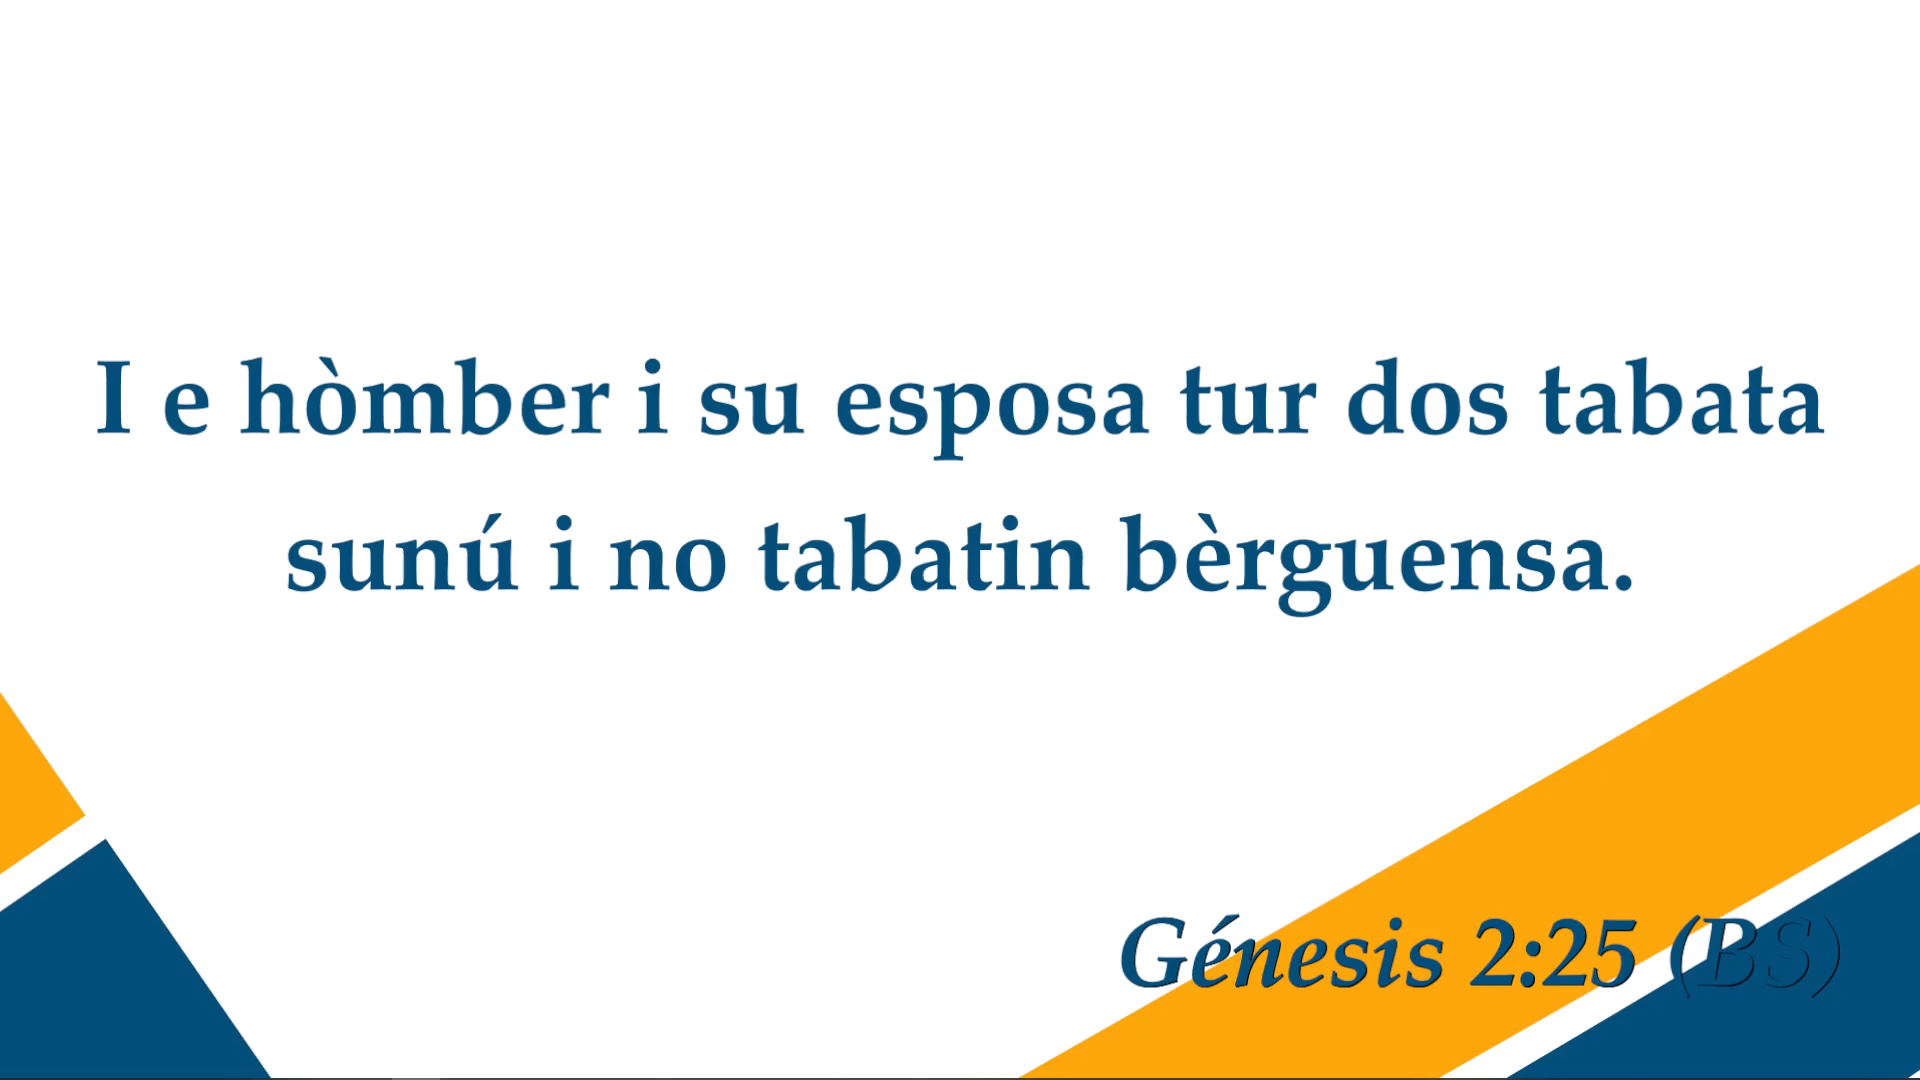 I e hòmber i su esposa tur dos tabata
sunú i no tabatin bèrguensa.
Génesis 2:25 (BS)